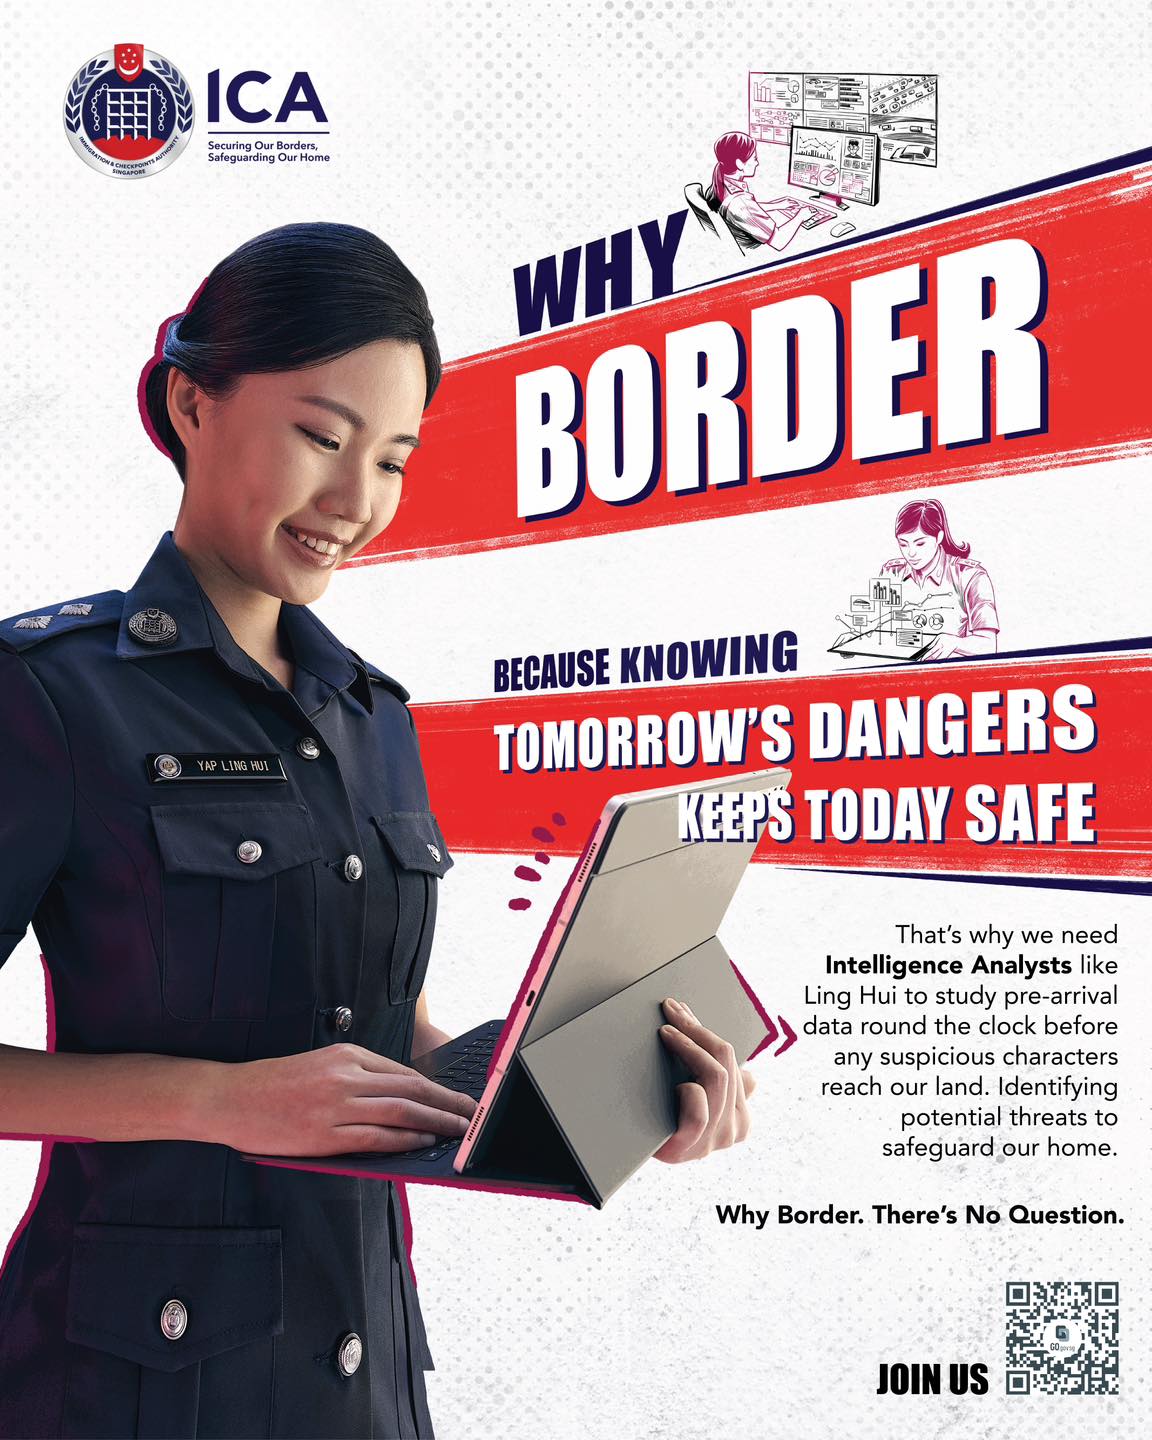 ICA
Securing Our Borders,
Safeguarding Our Home
IMMIGRATION & CHECKPOINTS AUTHORITY
SINGAPORE
WHY
BORDER
BECAUSE KNOWING
TOMORROW'S DANGERS
KEEPS TODAY SAFE
YAP LING HUI
That's why we need
Intelligence Analysts like
Ling Hui to study pre-arrival
data round the clock before
any suspicious characters
reach our land. Identifying
potential threats to
safeguard our home.
Why Border. There's No Question.
JOIN US
GO.gov.sg